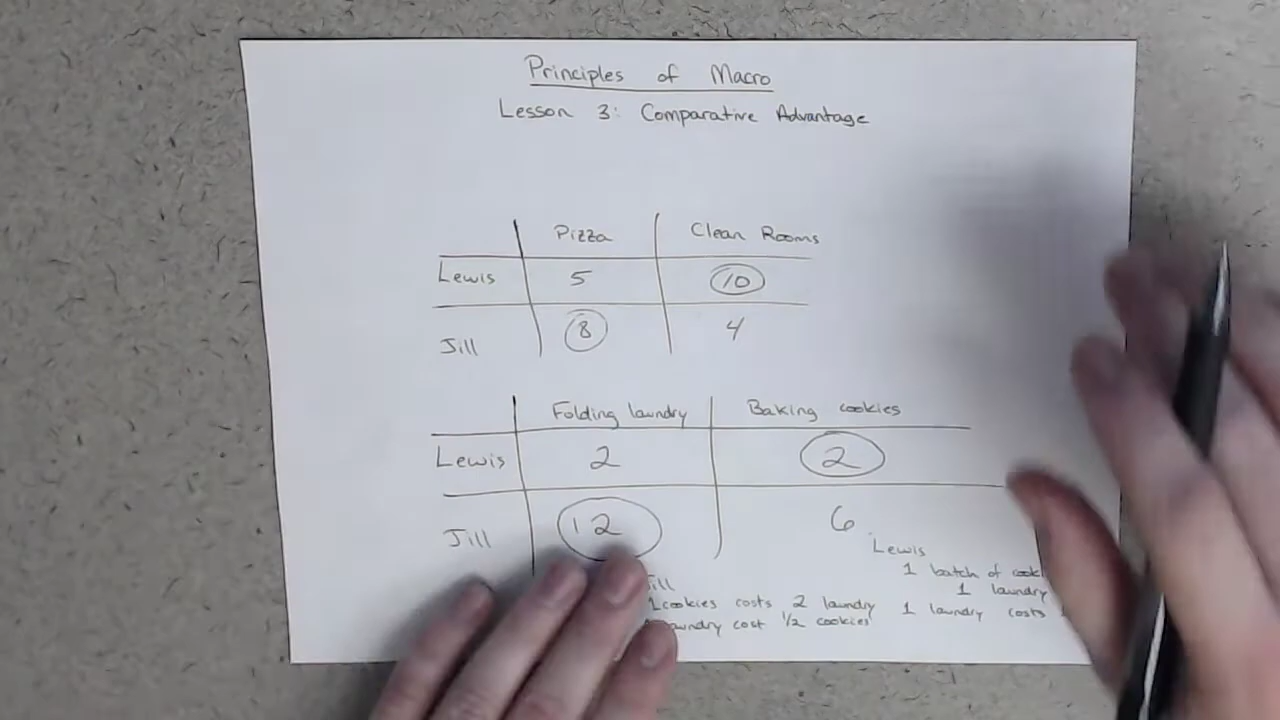 Principles of Macro
Lesson 3: Comparative Advantage
Pizza Clean Rooms
Lewis 5 10
Jill 8 4
Folding laundry Baking cookies
Lewis 2 2
Jill 12 6
Lewis
1 batch of
1 laundry
1 laundry costs
1 cookies costs 2 laundry
cost 1/2 cookies